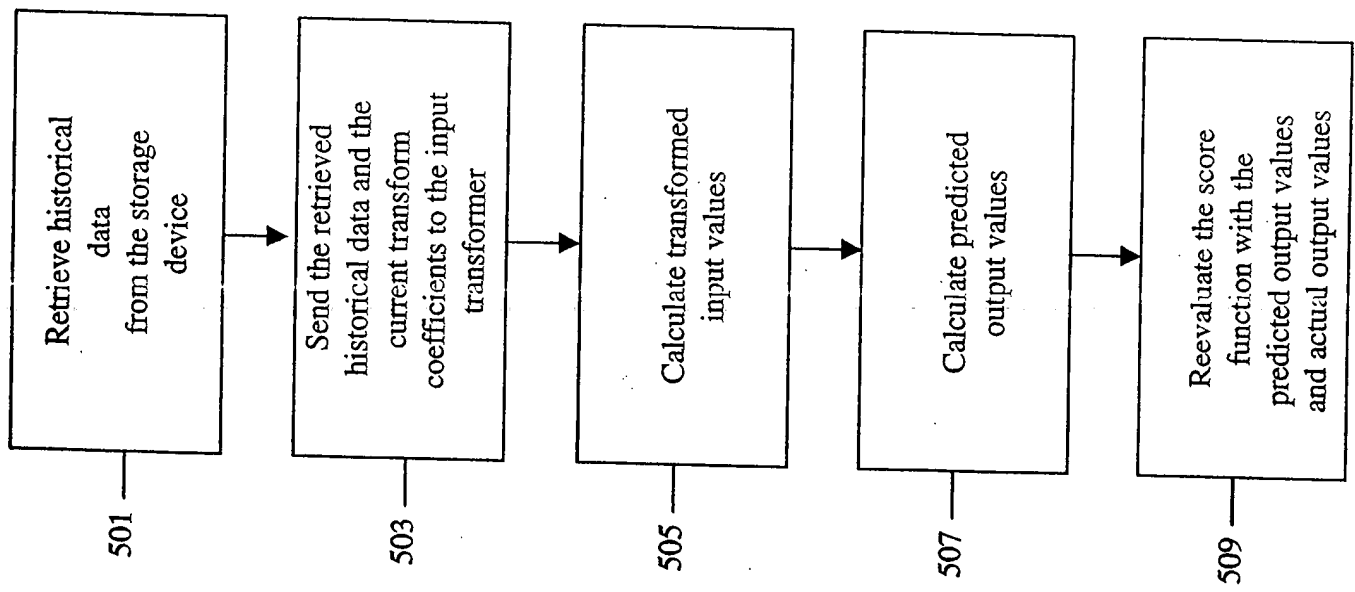 501
Retrieve historical
data
from the storage
device
503
Send the retrieved
historical data and the
current transform
coefficients to the input
transformer
505
Calculate transformed
input values
507
Calculate predicted
output values
509
Reevaluate the score
function with the
predicted output values
and actual output values